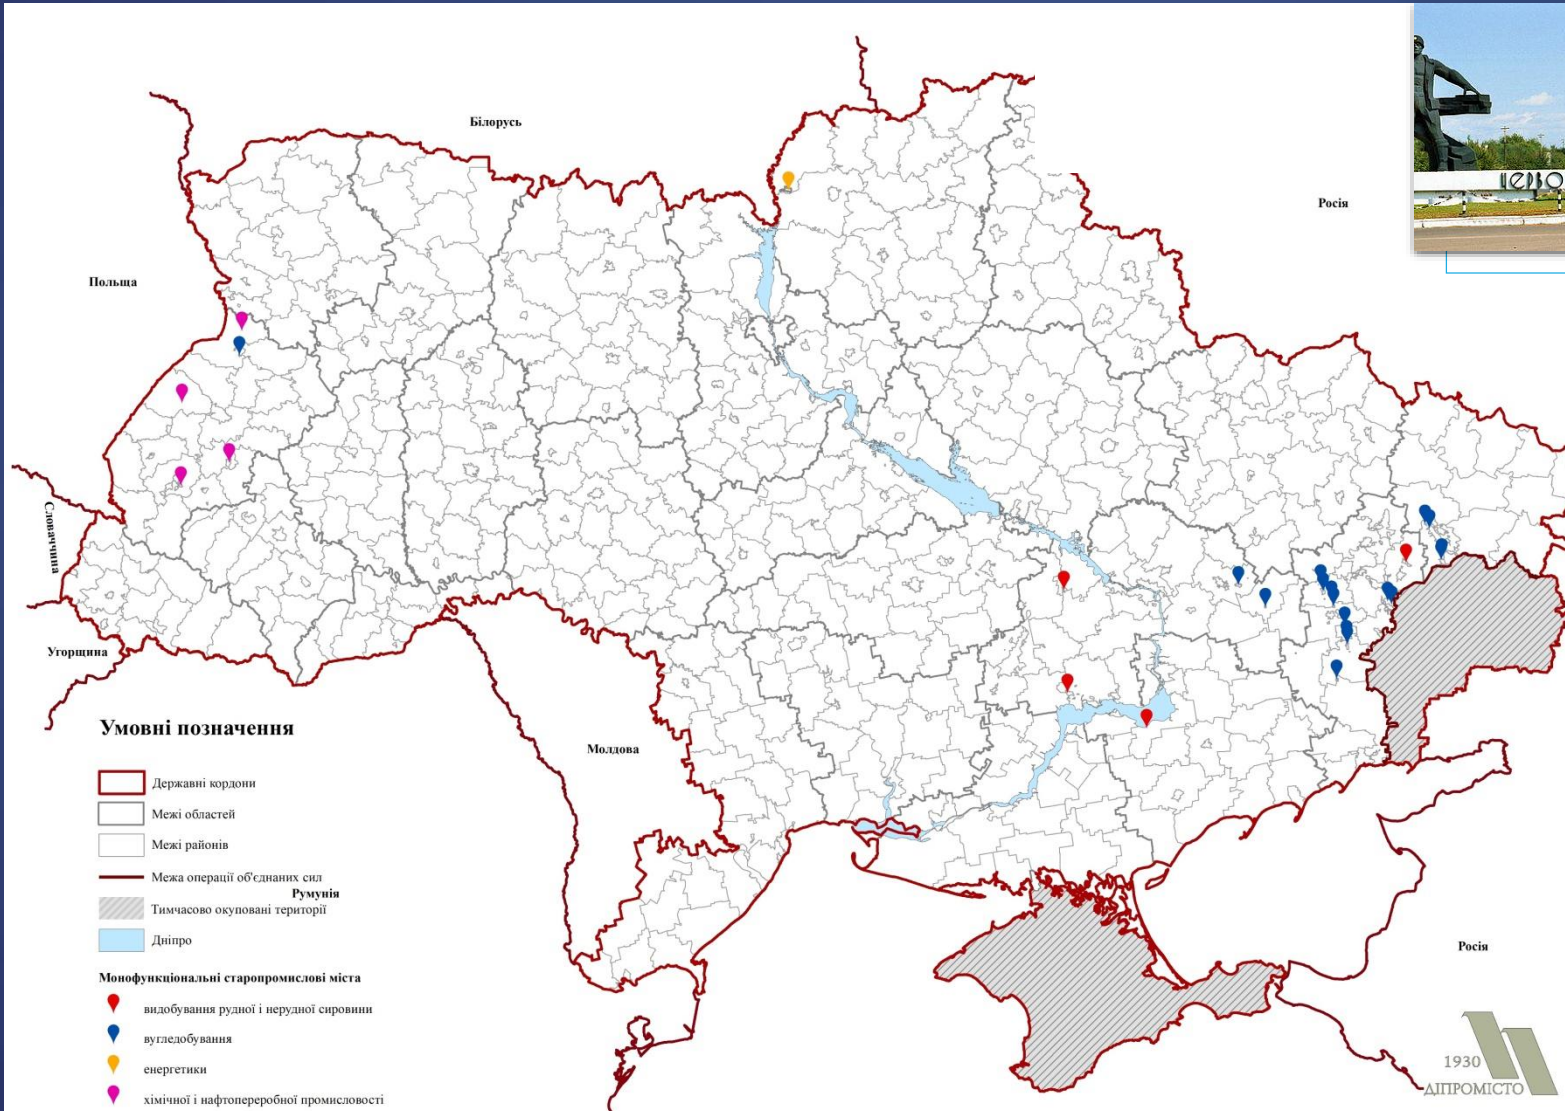 Білорусь
Росія
ЧЕРВО
Польща
Словаччина
Угорщина
Молдова
Румунія
Росія
Умовні позначення
Державні кордони
Межі областей
Межі районів
Межа операції об'єднаних сил
Тимчасово окуповані території
Дніпро
Монофункціональні старопромислові міста
видобування рудної і нерудної сировини
вугледобування
енергетики
хімічної і нафтопереробної промисловості
1930
ДІПРОМІСТО